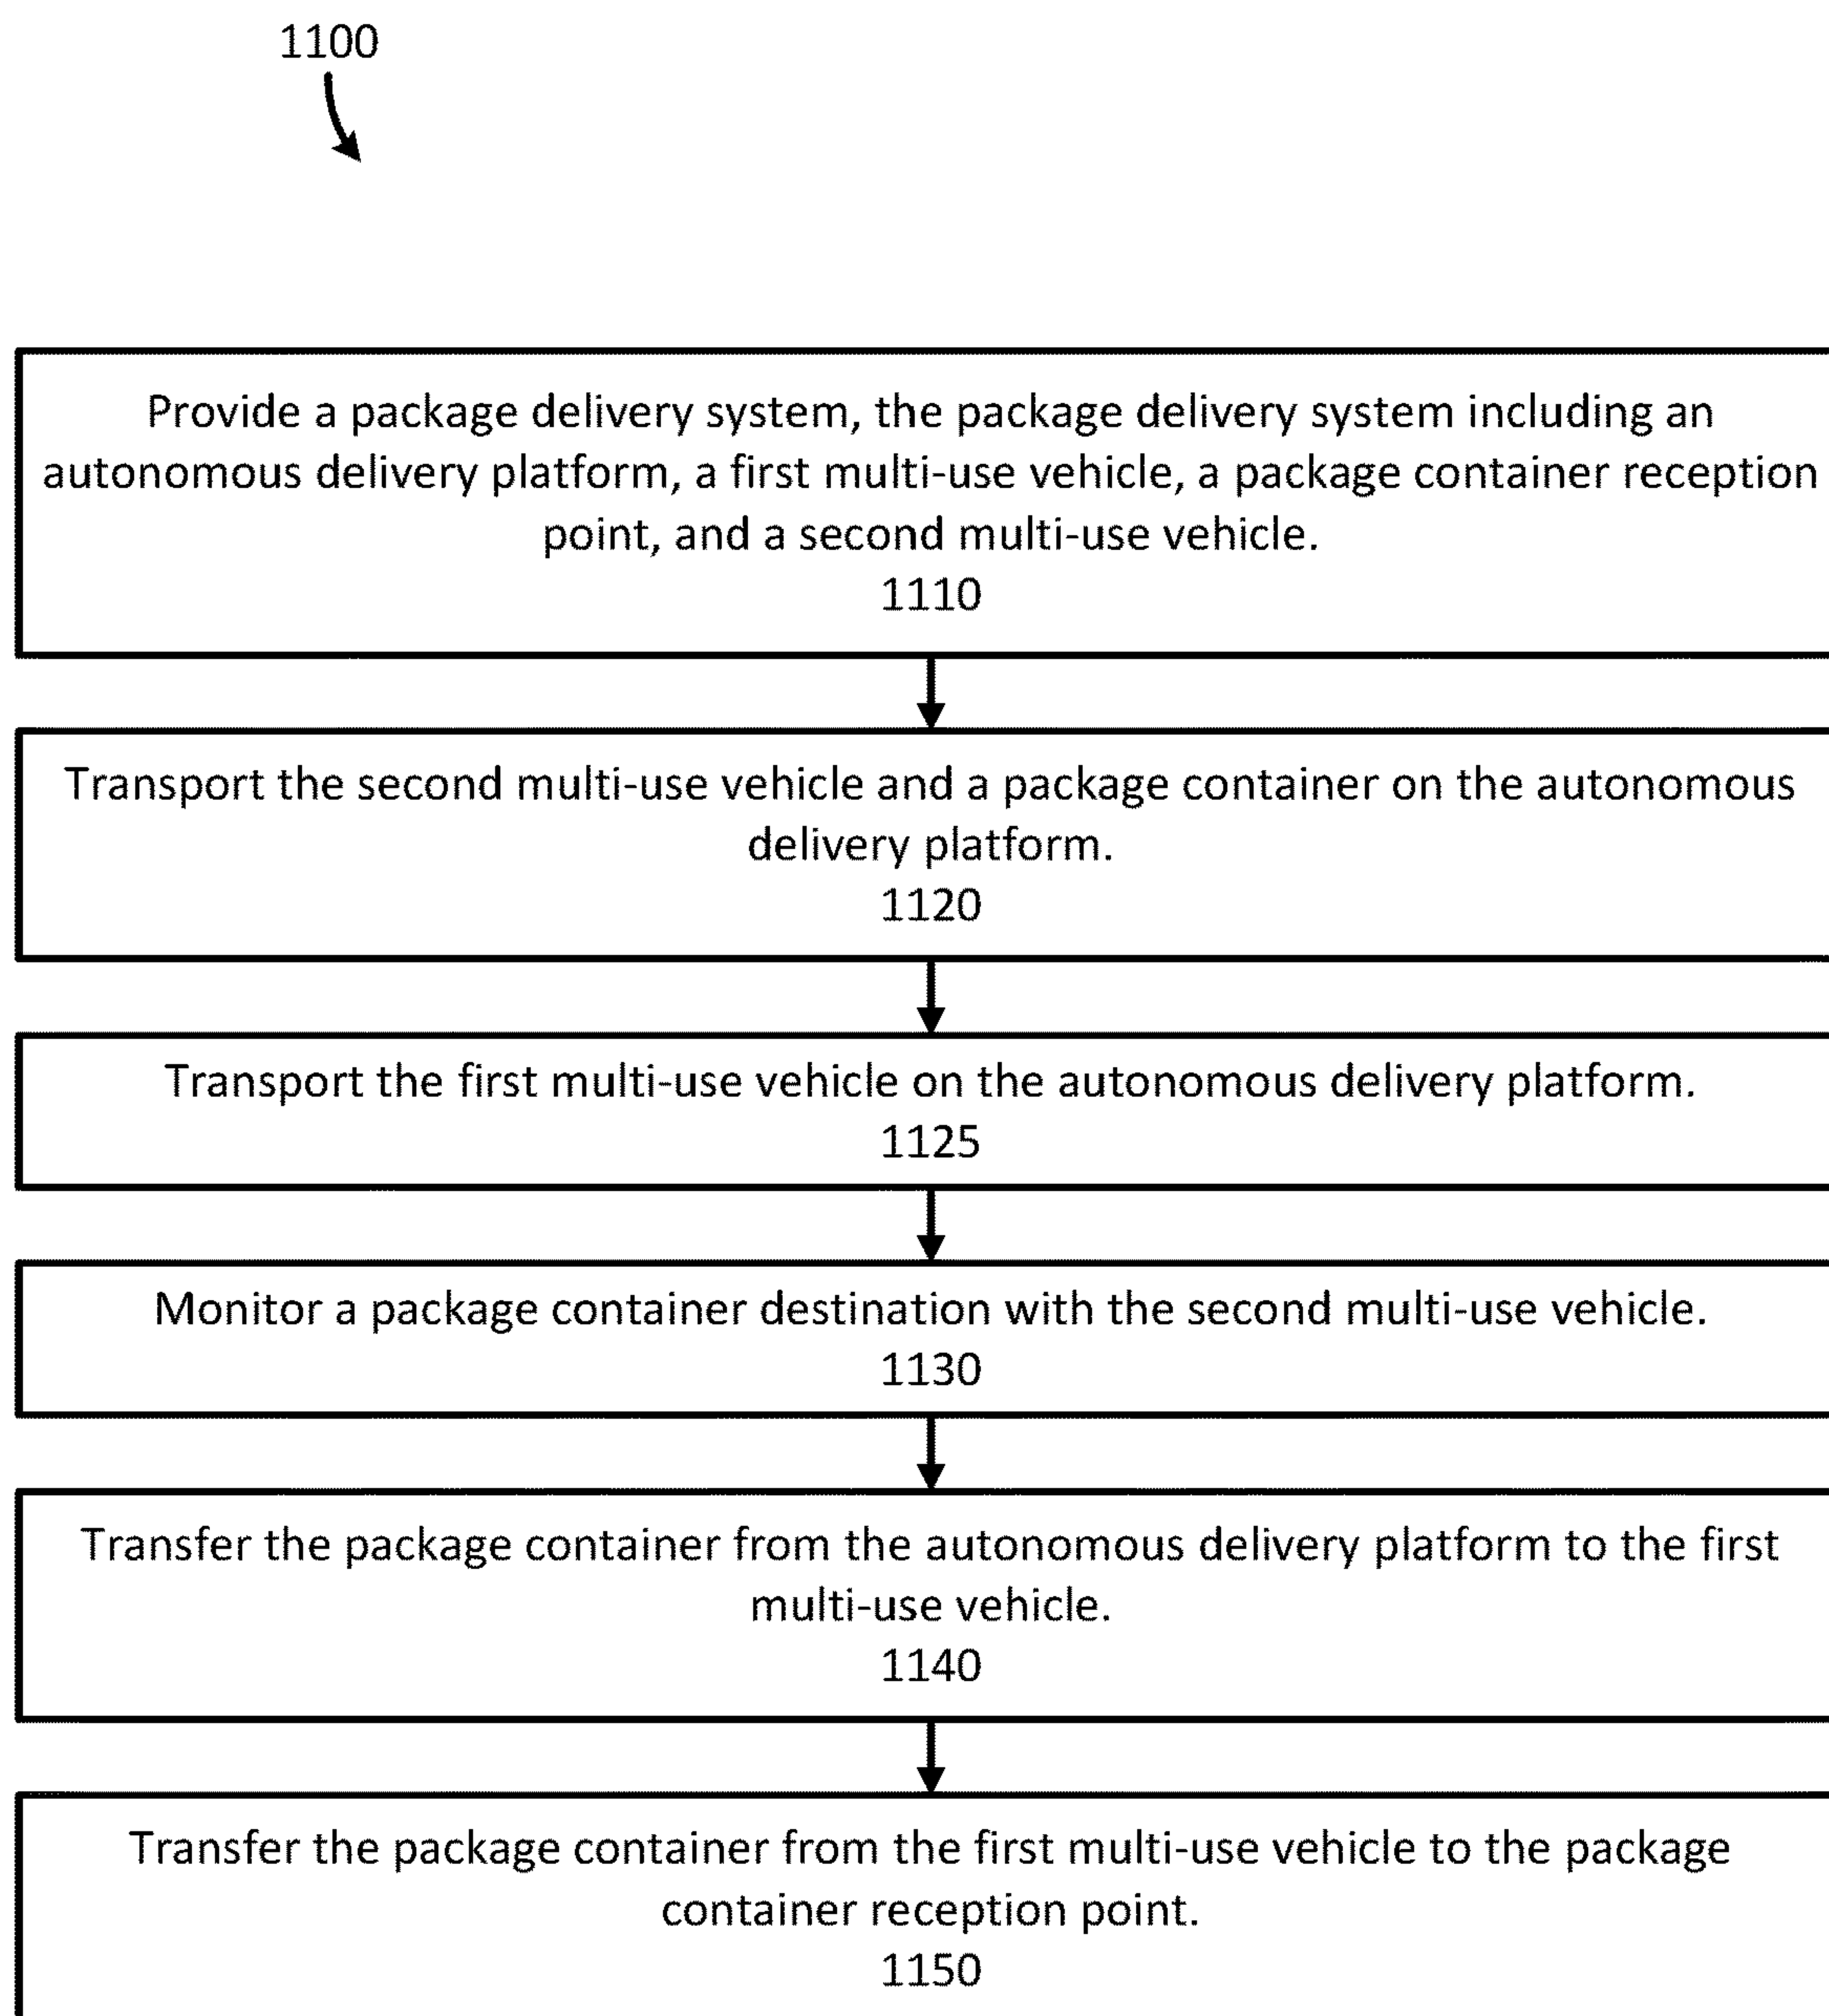 1100
Provide a package delivery system, the package delivery system including an
autonomous delivery platform, a first multi-use vehicle, a package container reception
point, and a second multi-use vehicle.
1110
Transport the second multi-use vehicle and a package container on the autonomous
delivery platform.
1120
Transport the first multi-use vehicle on the autonomous delivery platform.
1125
Monitor a package container destination with the second multi-use vehicle.
1130
Transfer the package container from the autonomous delivery platform to the first
multi-use vehicle.
1140
Transfer the package container from the first multi-use vehicle to the package
container reception point.
1150